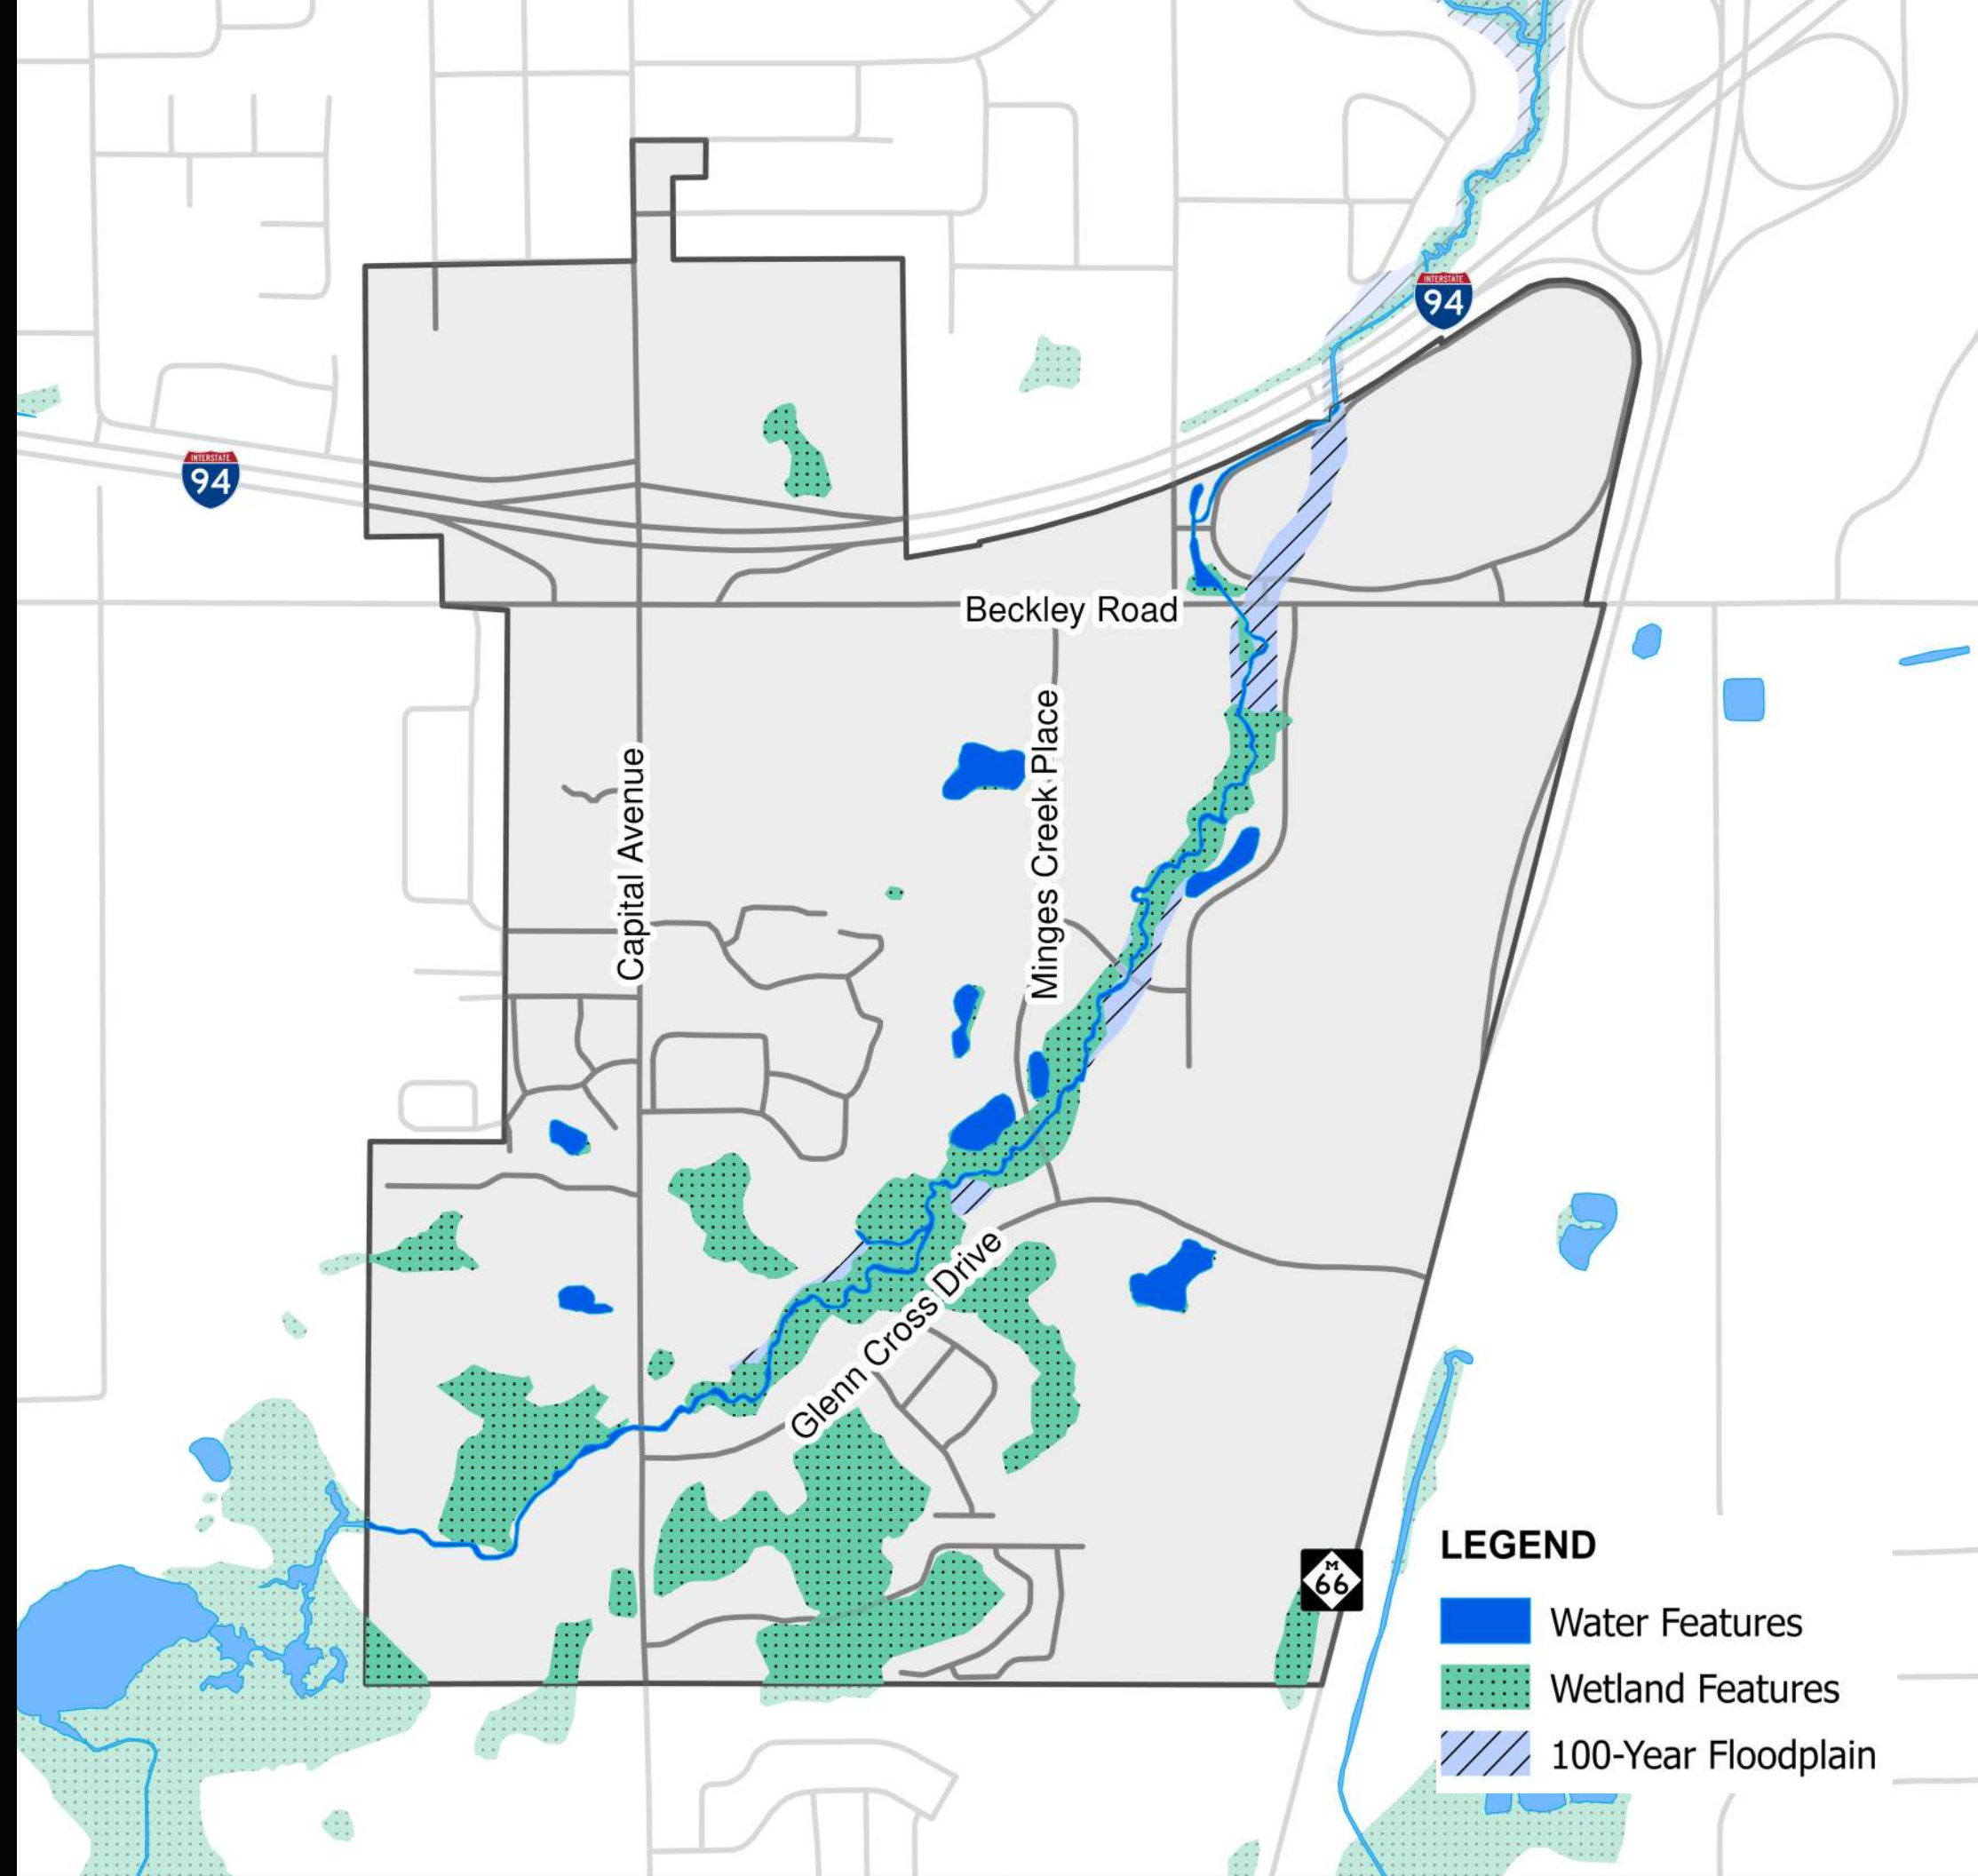 INTERSTATE
94
INTERSTATE
94
Beckley Road
Capital Avenue
Minges Creek Place
Glenn Cross Drive
M
66
LEGEND
Water Features
Wetland Features
100-Year Floodplain